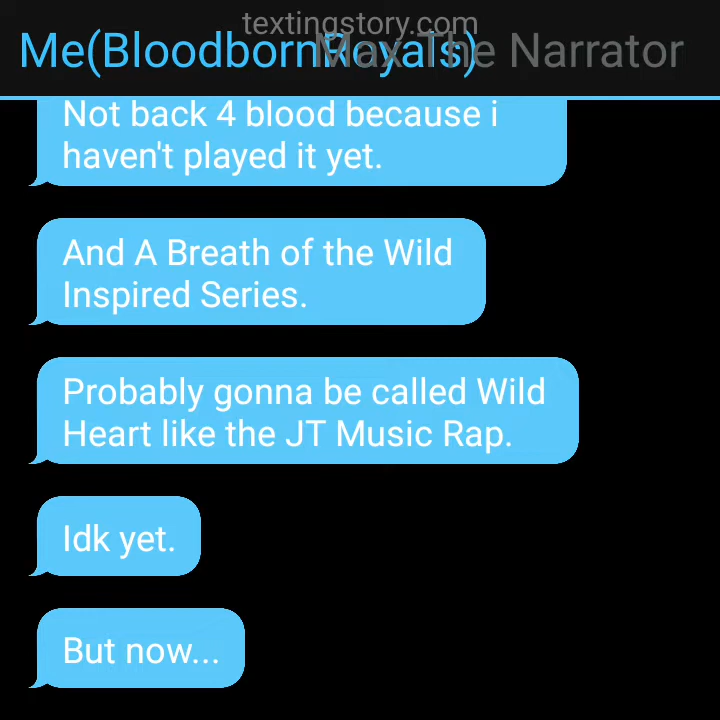 textingstory.com
Me(BloodbornRoyals)
Max The Narrator
Not back 4 blood because i
haven't played it yet.
And A Breath of the Wild
Inspired Series.
Probably gonna be called Wild
Heart like the JT Music Rap.
Idk yet.
But now...